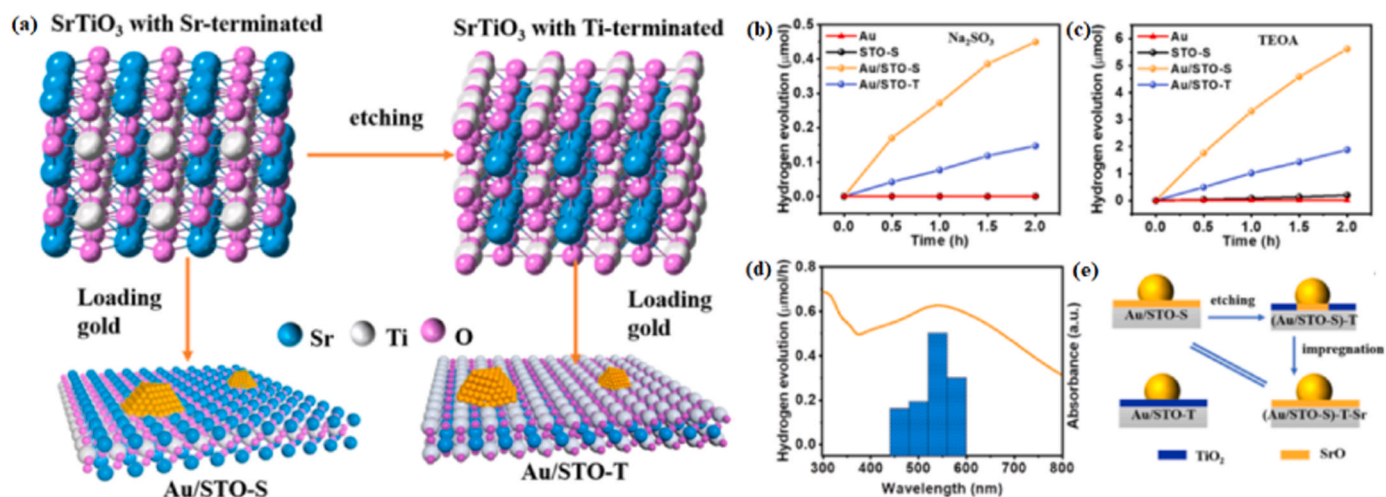 (a)
SrTiO₃ with Sr-terminated
SrTiO₃ with Ti-terminated
etching
Loading
gold
Loading
gold
Sr
Ti
O
Au/STO-S
Au/STO-T
(b)
Hydrogen evolution (μmol)
0.5
0.4
0.3
0.2
0.1
0.0
Au
STO-S
Au/STO-S
Au/STO-T
Na₂SO₃
0.0 0.5 1.0 1.5 2.0
Time (h)
(c)
Hydrogen evolution (μmol)
6
5
4
3
2
1
0
Au
STO-S
Au/STO-S
Au/STO-T
TEOA
0.0 0.5 1.0 1.5 2.0
Time (h)
(d)
Hydrogen evolution (μmol/h)
0.8
0.6
0.4
0.2
0.0
Absorbance (a.u.)
300 400 500 600 700 800
Wavelength (nm)
(e)
Au/STO-S
etching
(Au/STO-S)-T
impregnation
Au/STO-T
(Au/STO-S)-T-Sr
TiO₂
SrO